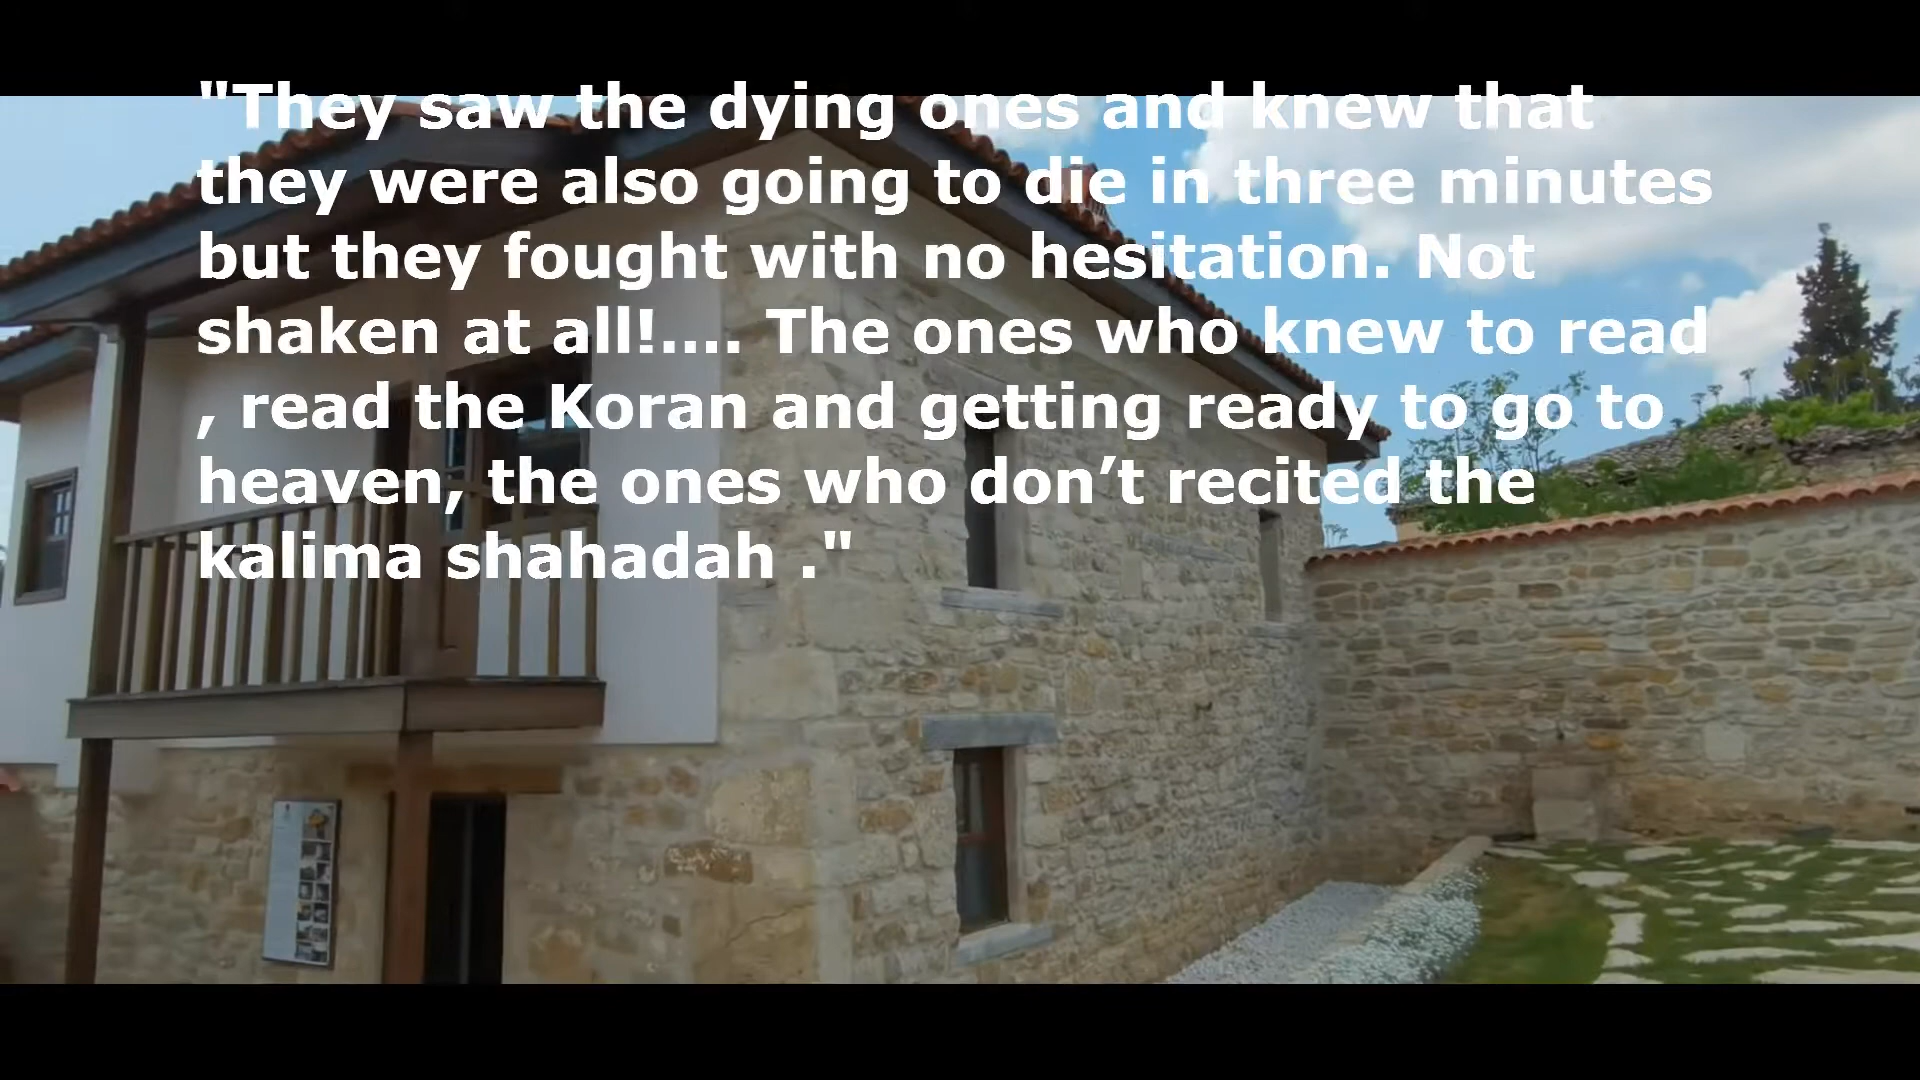 "They saw the dying ones and knew that
they were also going to die in three minutes
but they fought with no hesitation. Not
shaken at all!.... The ones who knew to read
, read the Koran and getting ready to go to
heaven, the ones who don’t recited the
kalima shahadah ."